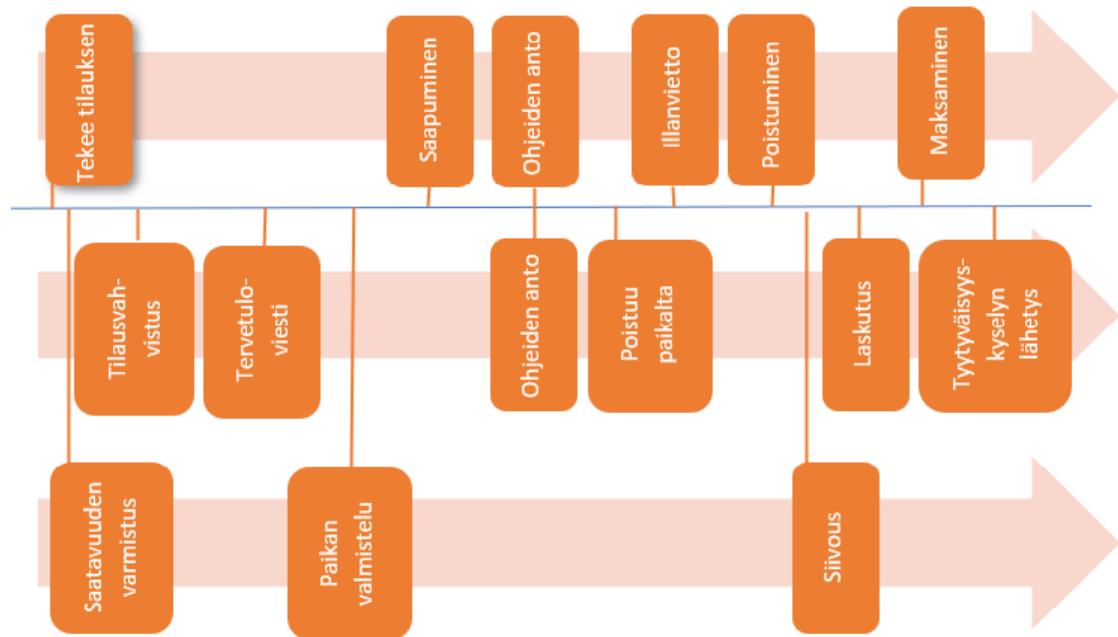 Tekee tilauksen
Saapuminen
Ohjeiden anto
Illanvietto
Poistuminen
Maksaminen
Tilausvah-
vistus
Tervetulo-
viesti
Ohjeiden anto
Poistuu
paikalta
Laskutus
Tyytyväisyys-
kyselyn
lähetys
Saatavuuden
varmistus
Paikan
valmistelu
Siivous